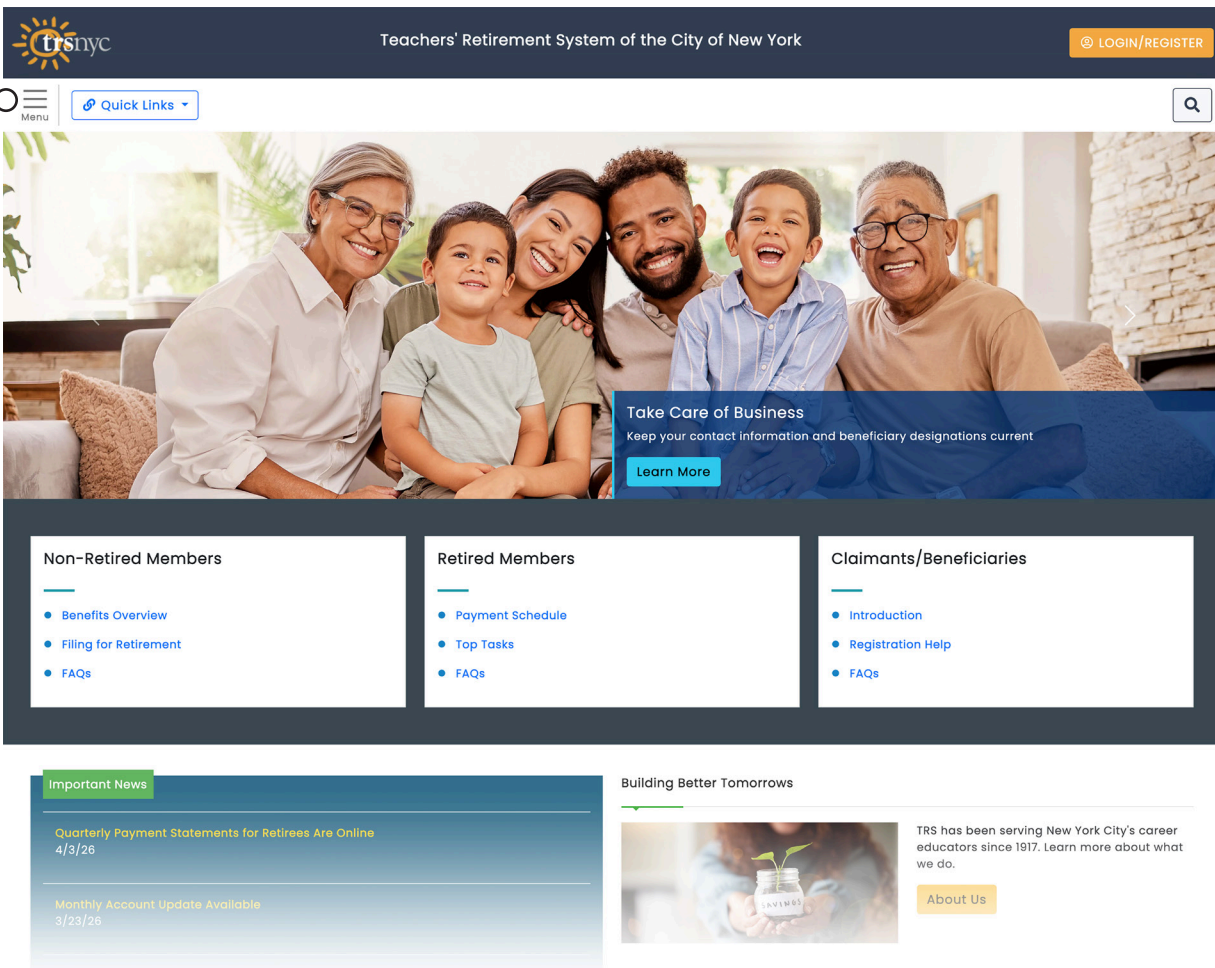 trsnyc
Teachers' Retirement System of the City of New York
LOGIN/REGISTER
Menu
Quick Links
Take Care of Business
Keep your contact information and beneficiary designations current
Learn More
Non-Retired Members
Benefits Overview
Filing for Retirement
FAQs
Retired Members
Payment Schedule
Top Tasks
FAQs
Claimants/Beneficiaries
Introduction
Registration Help
FAQs
Important News
Quarterly Payment Statements for Retirees Are Online
4/3/26
Monthly Account Update Available
3/23/26
Building Better Tomorrows
SAVINGS
TRS has been serving New York City's career
educators since 1917. Learn more about what
we do.
About Us